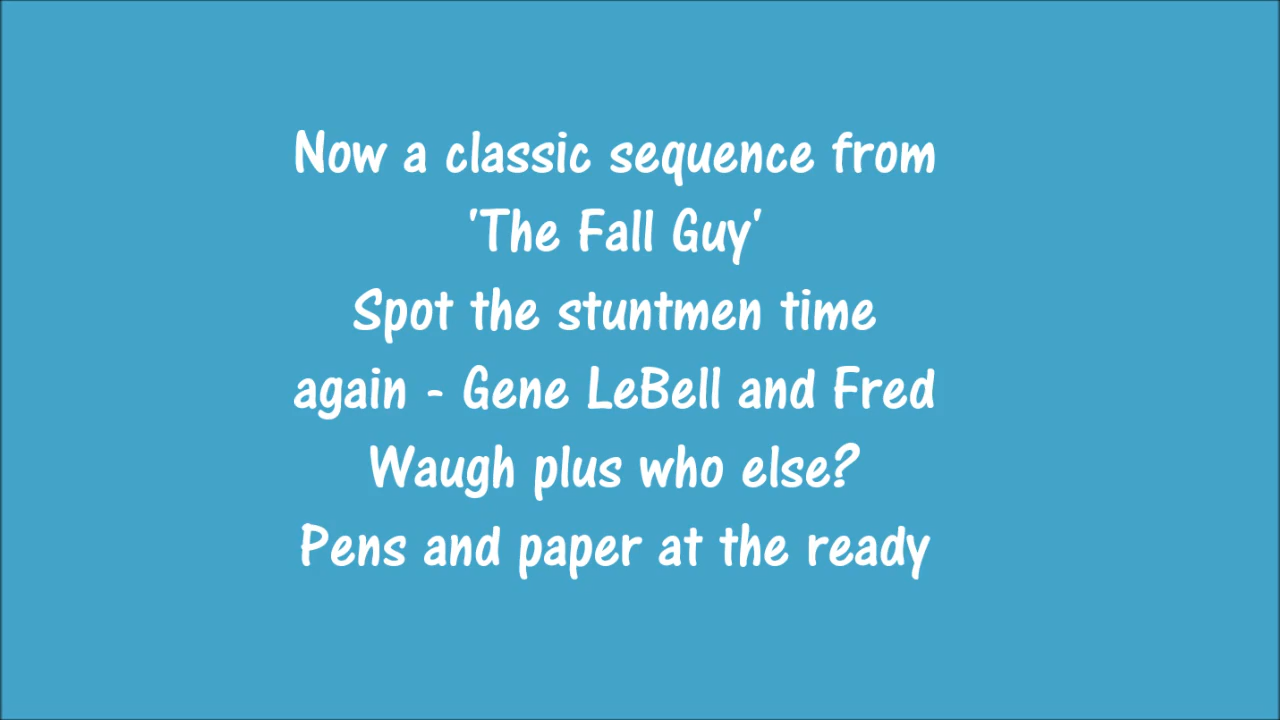 Now a classic sequence from
'The Fall Guy'
Spot the stuntmen time
again - Gene LeBell and Fred
Waugh plus who else?
Pens and paper at the ready